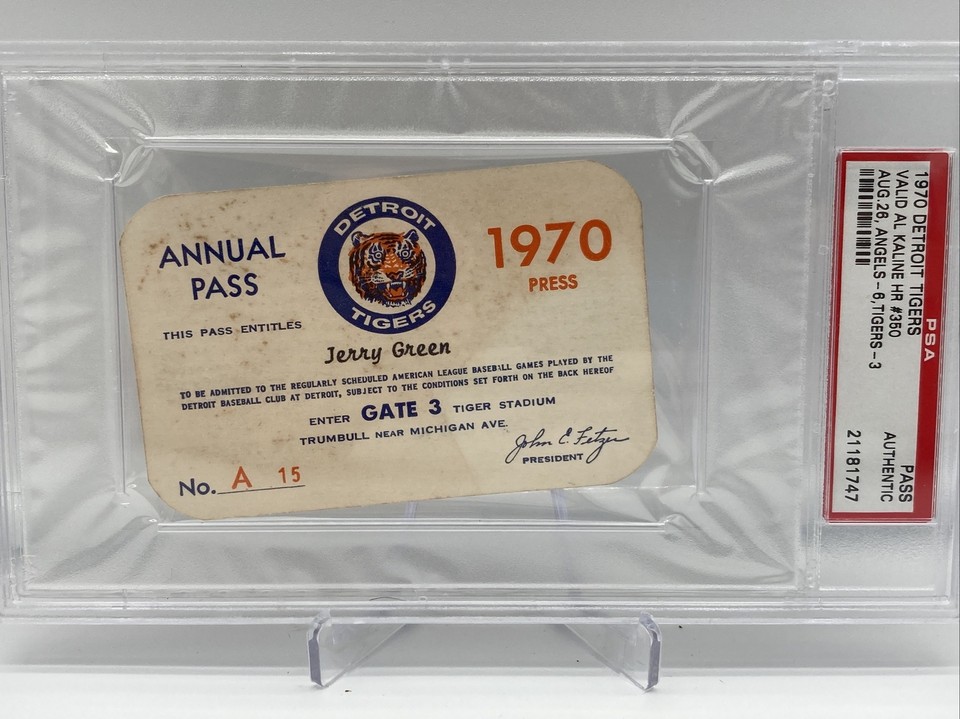 ANNUAL
PASS
DETROIT
TIGERS
1970
PRESS
THIS PASS ENTITLES
Jerry Green
TO BE ADMITTED TO THE REGULARLY SCHEDULED AMERICAN LEAGUE BASEBALL GAMES PLAYED BY THE
DETROIT BASEBALL CLUB AT DETROIT, SUBJECT TO THE CONDITIONS SET FORTH ON THE BACK HEREOF
ENTER GATE 3 TIGER STADIUM
TRUMBULL NEAR MICHIGAN AVE.
John E. Fetzer
PRESIDENT
No. A 15
PSA
1970 DETROIT TIGERS
VALID AL KALINE HR #350
AUG.26, ANGELS-6,TIGERS-3
PASS
AUTHENTIC
21181747